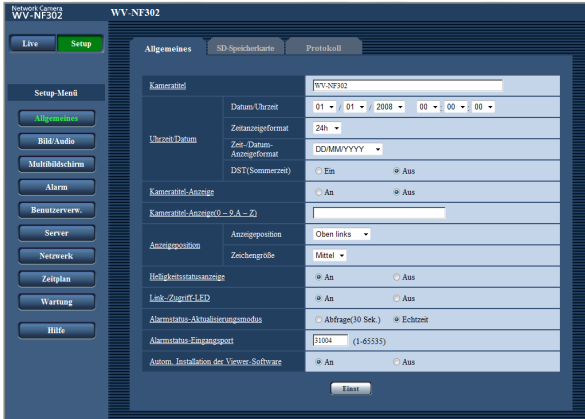 Network Camera
WV-NF302
WV-NF302
Live
Setup
Setup-Menü
Allgemeines
Bild/Audio
Multibildschirm
Alarm
Benutzerverw.
Server
Netzwerk
Zeitplan
Wartung
Hilfe
Allgemeines
SD-Speicherkarte
Protokoll
Kameratitel
WV-NF302
Uhrzeit/Datum
Datum/Uhrzeit
01 / 01 / 2008 00 : 00 : 00
Zeitanzeigeformat
24h
Zeit-/Datum-
Anzeigeformat
DD/MM/YYYY
DST(Sommerzeit)
Ein
Aus
Kameratitel-Anzeige
An
Aus
Kameratitel-Anzeige(0 – 9,A – Z)
Anzeigeposition
Anzeigeposition
Oben links
Zeichengröße
Mittel
Helligkeitsstatusanzeige
An
Aus
Link-/Zugriff-LED
An
Aus
Alarmstatus-Aktualisierungsmodus
Abfrage(30 Sek.)
Echtzeit
Alarmstatus-Eingangsport
31004
(1-65535)
Autom. Installation der Viewer-Software
An
Aus
Einst